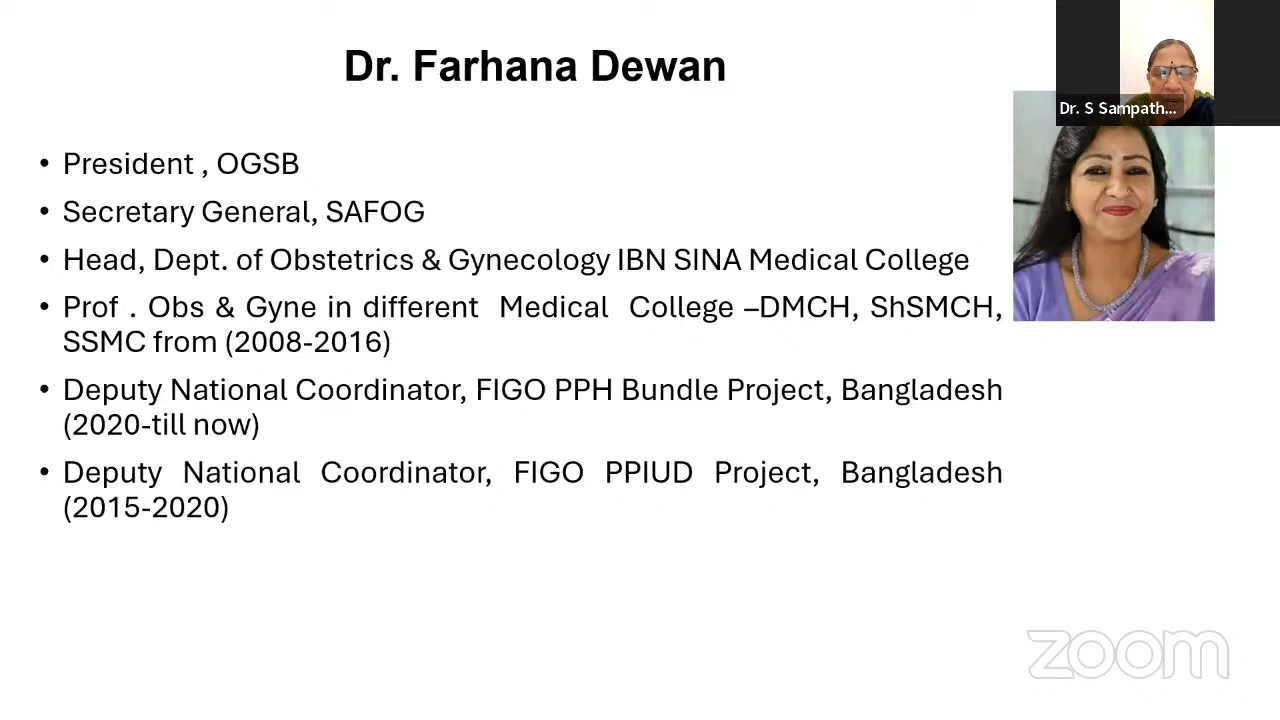 Dr. Farhana Dewan
Dr. S Sampath...
• President , OGSB
• Secretary General, SAFOG
• Head, Dept. of Obstetrics & Gynecology IBN SINA Medical College
• Prof . Obs & Gyne in different Medical College –DMCH, ShSMCH,
SSMC from (2008-2016)
• Deputy National Coordinator, FIGO PPH Bundle Project, Bangladesh
(2020-till now)
• Deputy National Coordinator, FIGO PPIUD Project, Bangladesh
(2015-2020)
zoom